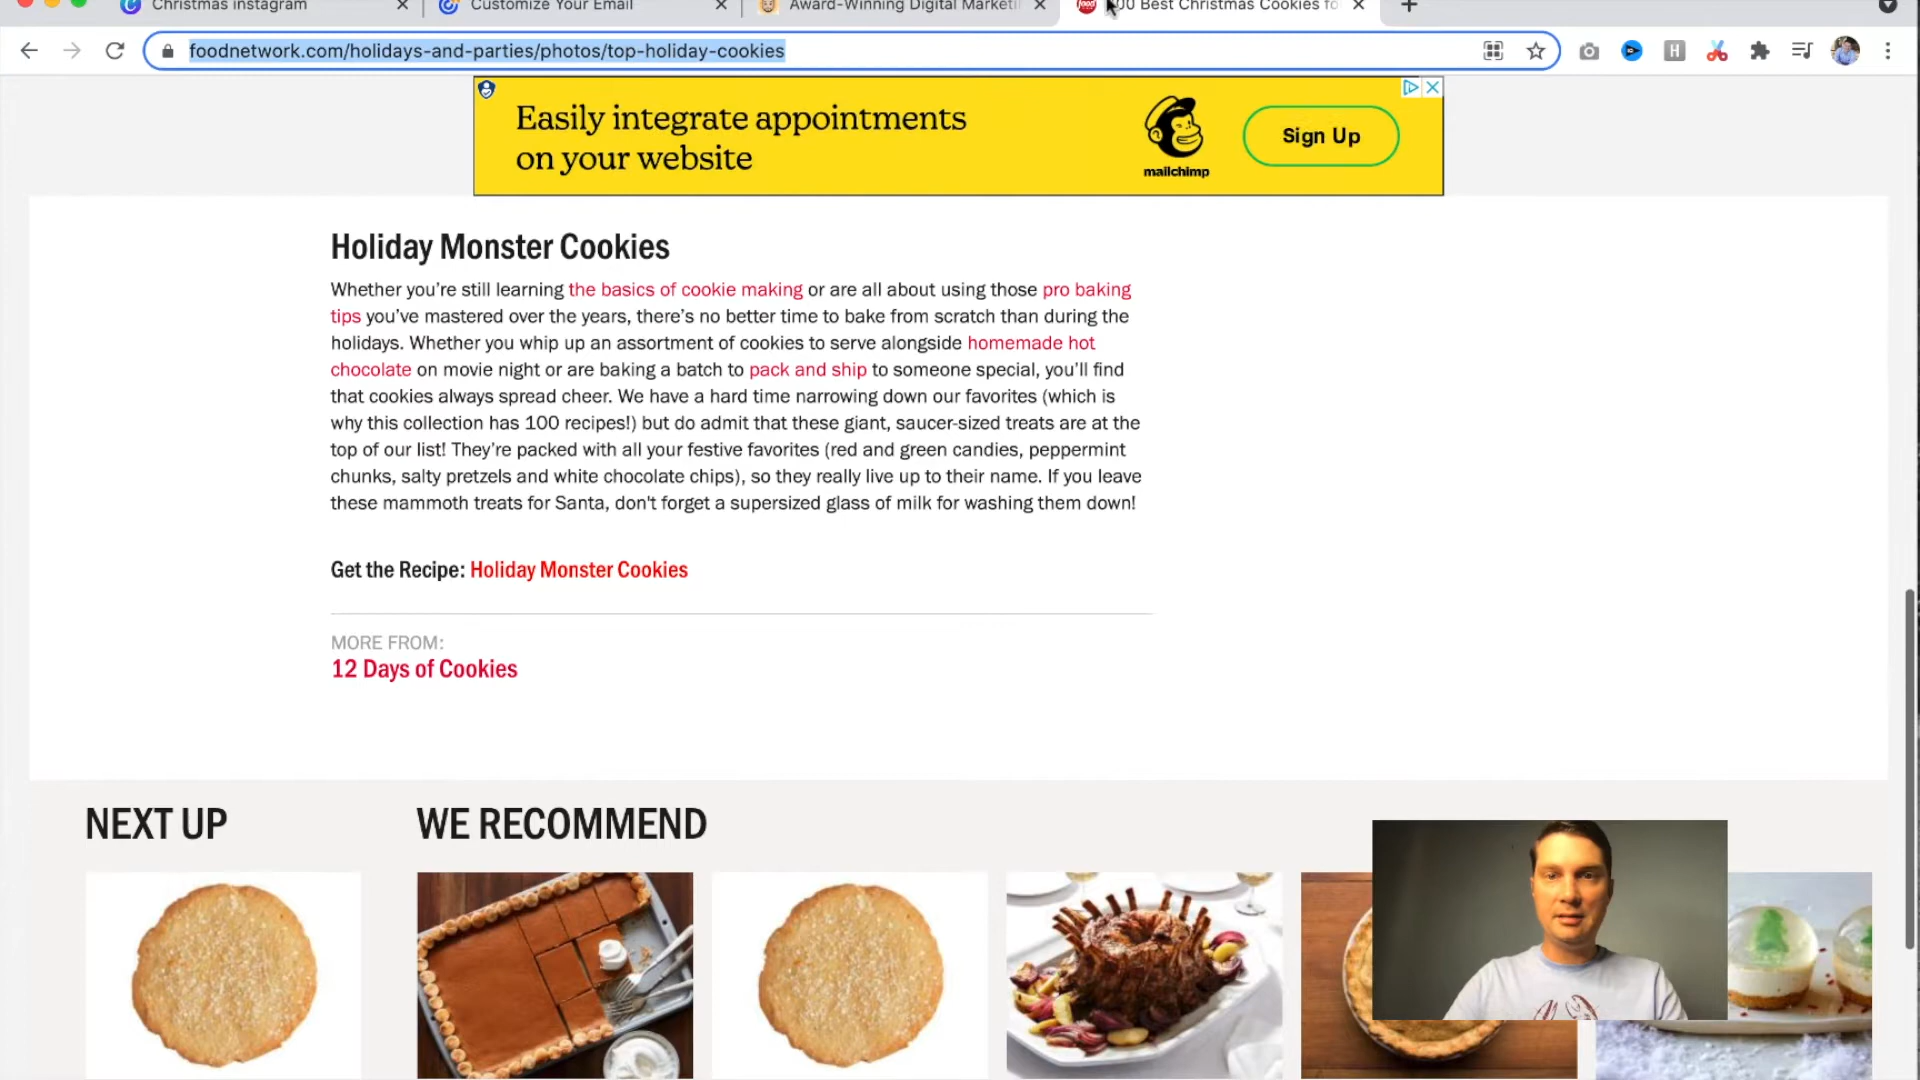 Christmas instagram
Customize Your Email
Award-Winning Digital Marketi
00 Best Christmas Cookies fo
foodnetwork.com/holidays-and-parties/photos/top-holiday-cookies
H
Easily integrate appointments
on your website
mailchimp
Sign Up
Holiday Monster Cookies
Whether you're still learning the basics of cookie making or are all about using those pro baking
tips you've mastered over the years, there's no better time to bake from scratch than during the
holidays. Whether you whip up an assortment of cookies to serve alongside homemade hot
chocolate on movie night or are baking a batch to pack and ship to someone special, you'll find
that cookies always spread cheer. We have a hard time narrowing down our favorites (which is
why this collection has 100 recipes!) but do admit that these giant, saucer-sized treats are at the
top of our list! They're packed with all your festive favorites (red and green candies, peppermint
chunks, salty pretzels and white chocolate chips), so they really live up to their name. If you leave
these mammoth treats for Santa, don't forget a supersized glass of milk for washing them down!
Get the Recipe: Holiday Monster Cookies
MORE FROM:
12 Days of Cookies
NEXT UP
WE RECOMMEND